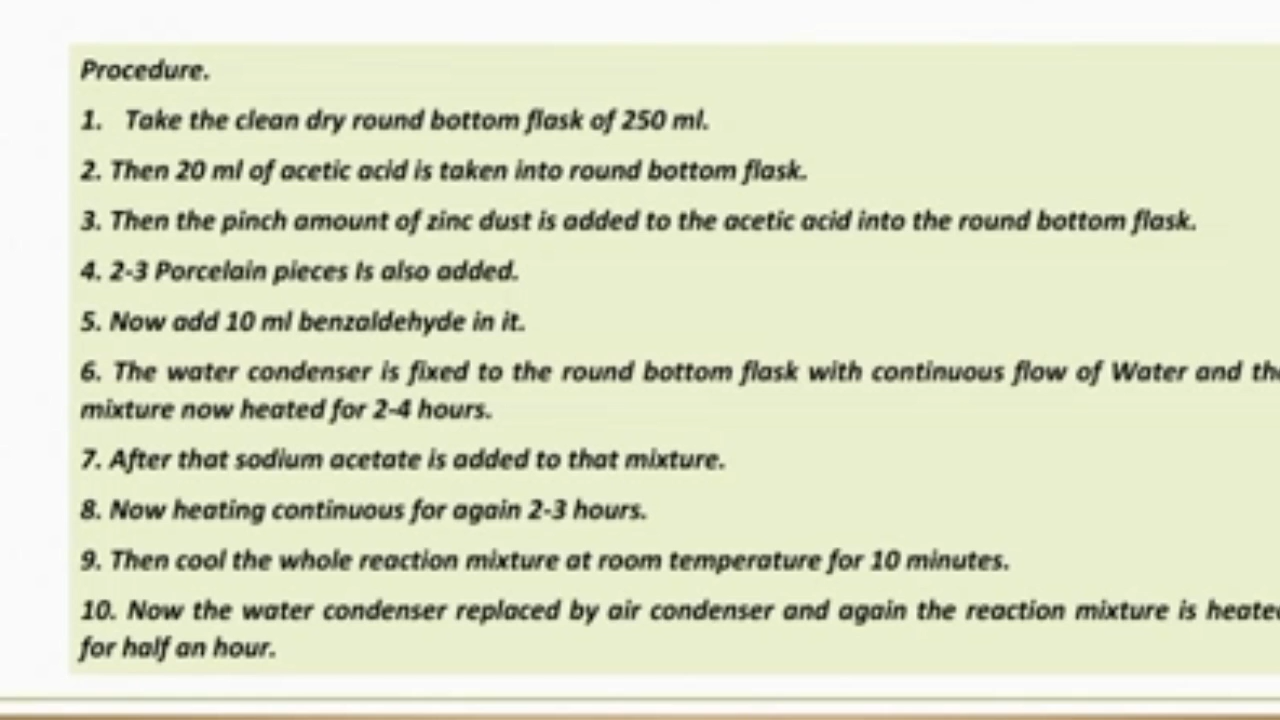 Procedure.
1. Take the clean dry round bottom flask of 250 ml.
2. Then 20 ml of acetic acid is taken into round bottom flask.
3. Then the pinch amount of zinc dust is added to the acetic acid into the round bottom flask.
4. 2-3 Porcelain pieces Is also added.
5. Now add 10 ml benzaldehyde in it.
6. The water condenser is fixed to the round bottom flask with continuous flow of Water and the
mixture now heated for 2-4 hours.
7. After that sodium acetate is added to that mixture.
8. Now heating continuous for again 2-3 hours.
9. Then cool the whole reaction mixture at room temperature for 10 minutes.
10. Now the water condenser replaced by air condenser and again the reaction mixture is heated
for half an hour.